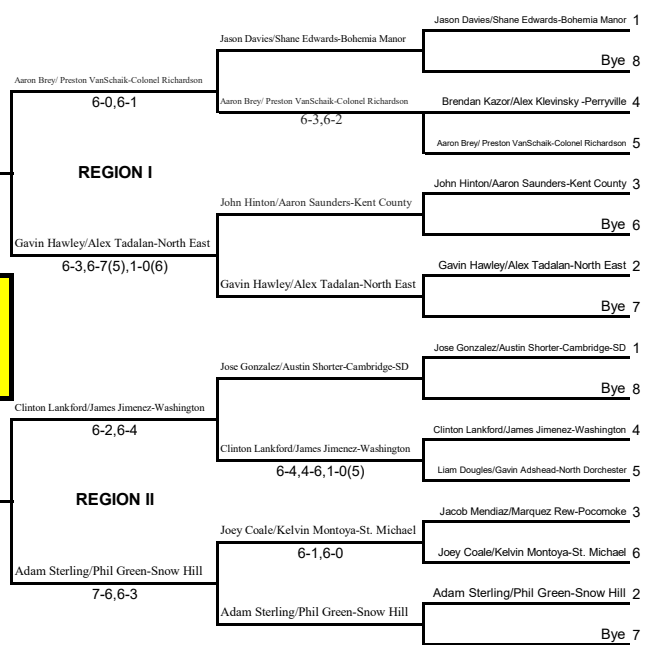 Jason Davies/Shane Edwards-Bohemia Manor 1
Jason Davies/Shane Edwards-Bohemia Manor
Bye 8
Aaron Brey/ Preston VanSchaik-Colonel Richardson
6-0,6-1
Aaron Brey/ Preston VanSchaik-Colonel Richardson
6-3,6-2
Brendan Kazor/Alex Klevinsky -Perryville 4
Aaron Brey/ Preston VanSchaik-Colonel Richardson 5
REGION I
John Hinton/Aaron Saunders-Kent County 3
John Hinton/Aaron Saunders-Kent County
Bye 6
Gavin Hawley/Alex Tadalan-North East
6-3,6-7(5),1-0(6)
Gavin Hawley/Alex Tadalan-North East 2
Gavin Hawley/Alex Tadalan-North East
Bye 7
Jose Gonzalez/Austin Shorter-Cambridge-SD 1
Jose Gonzalez/Austin Shorter-Cambridge-SD
Bye 8
Clinton Lankford/James Jimenez-Washington
6-2,6-4
Clinton Lankford/James Jimenez-Washington 4
Clinton Lankford/James Jimenez-Washington
6-4,4-6,1-0(5)
Liam Dougles/Gavin Adshead-North Dorchester 5
REGION II
Jacob Mendiaz/Marquez Rew-Pocomoke 3
Joey Coale/Kelvin Montoya-St. Michael
6-1,6-0
Joey Coale/Kelvin Montoya-St. Michael 6
Adam Sterling/Phil Green-Snow Hill
7-6,6-3
Adam Sterling/Phil Green-Snow Hill 2
Adam Sterling/Phil Green-Snow Hill
Bye 7